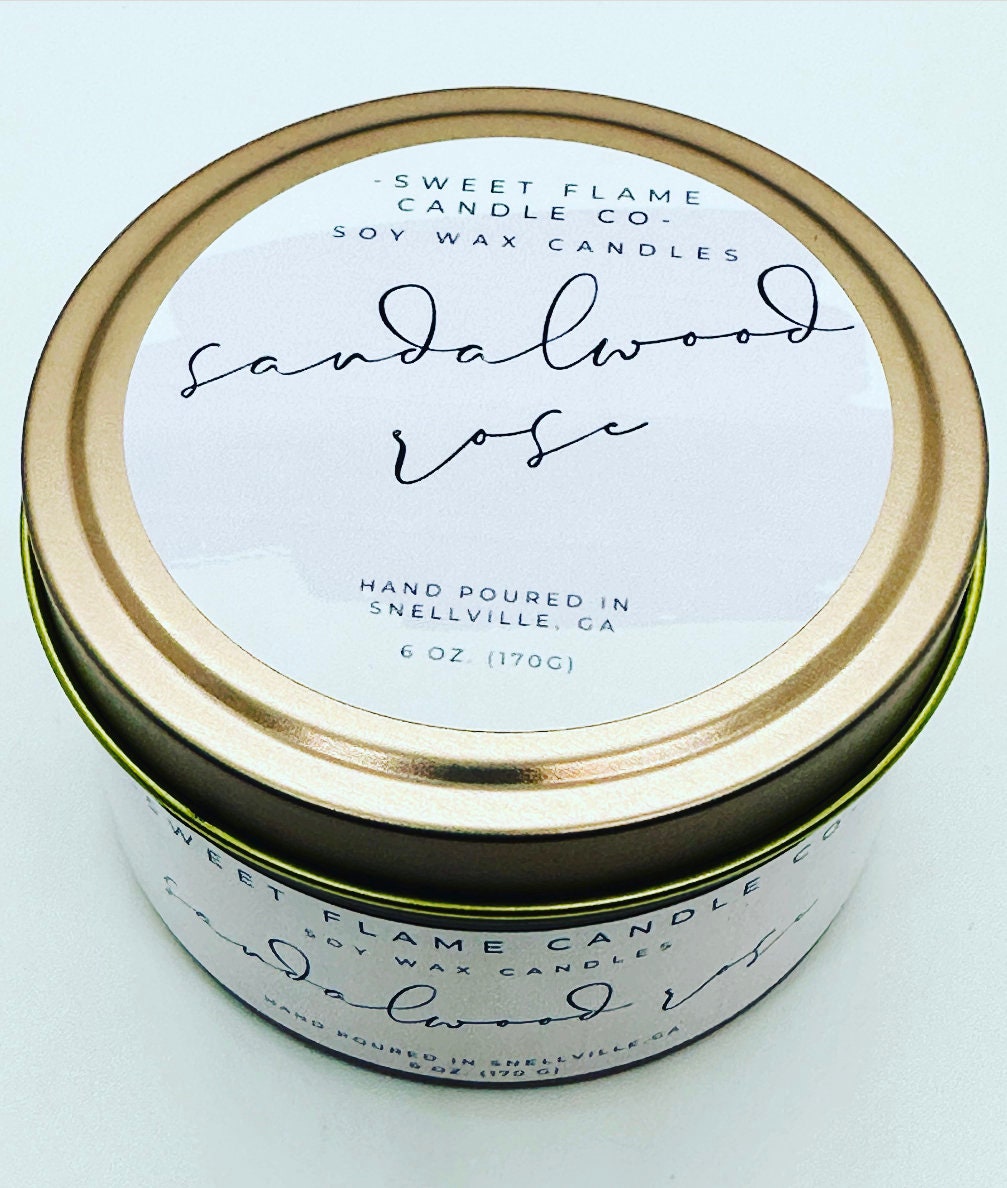 -SWEET FLAME
CANDLE CO-
SOY WAX CANDLES
sandalwood
rose
HAND POURED IN
SNELLVILLE, GA
6 OZ. (170G)
SWEET FLAME CANDLE CO
SOY WAX CANDLES
sandalwood rose
HAND POURED IN SNELLVILLE, GA
6 OZ. (170 G)